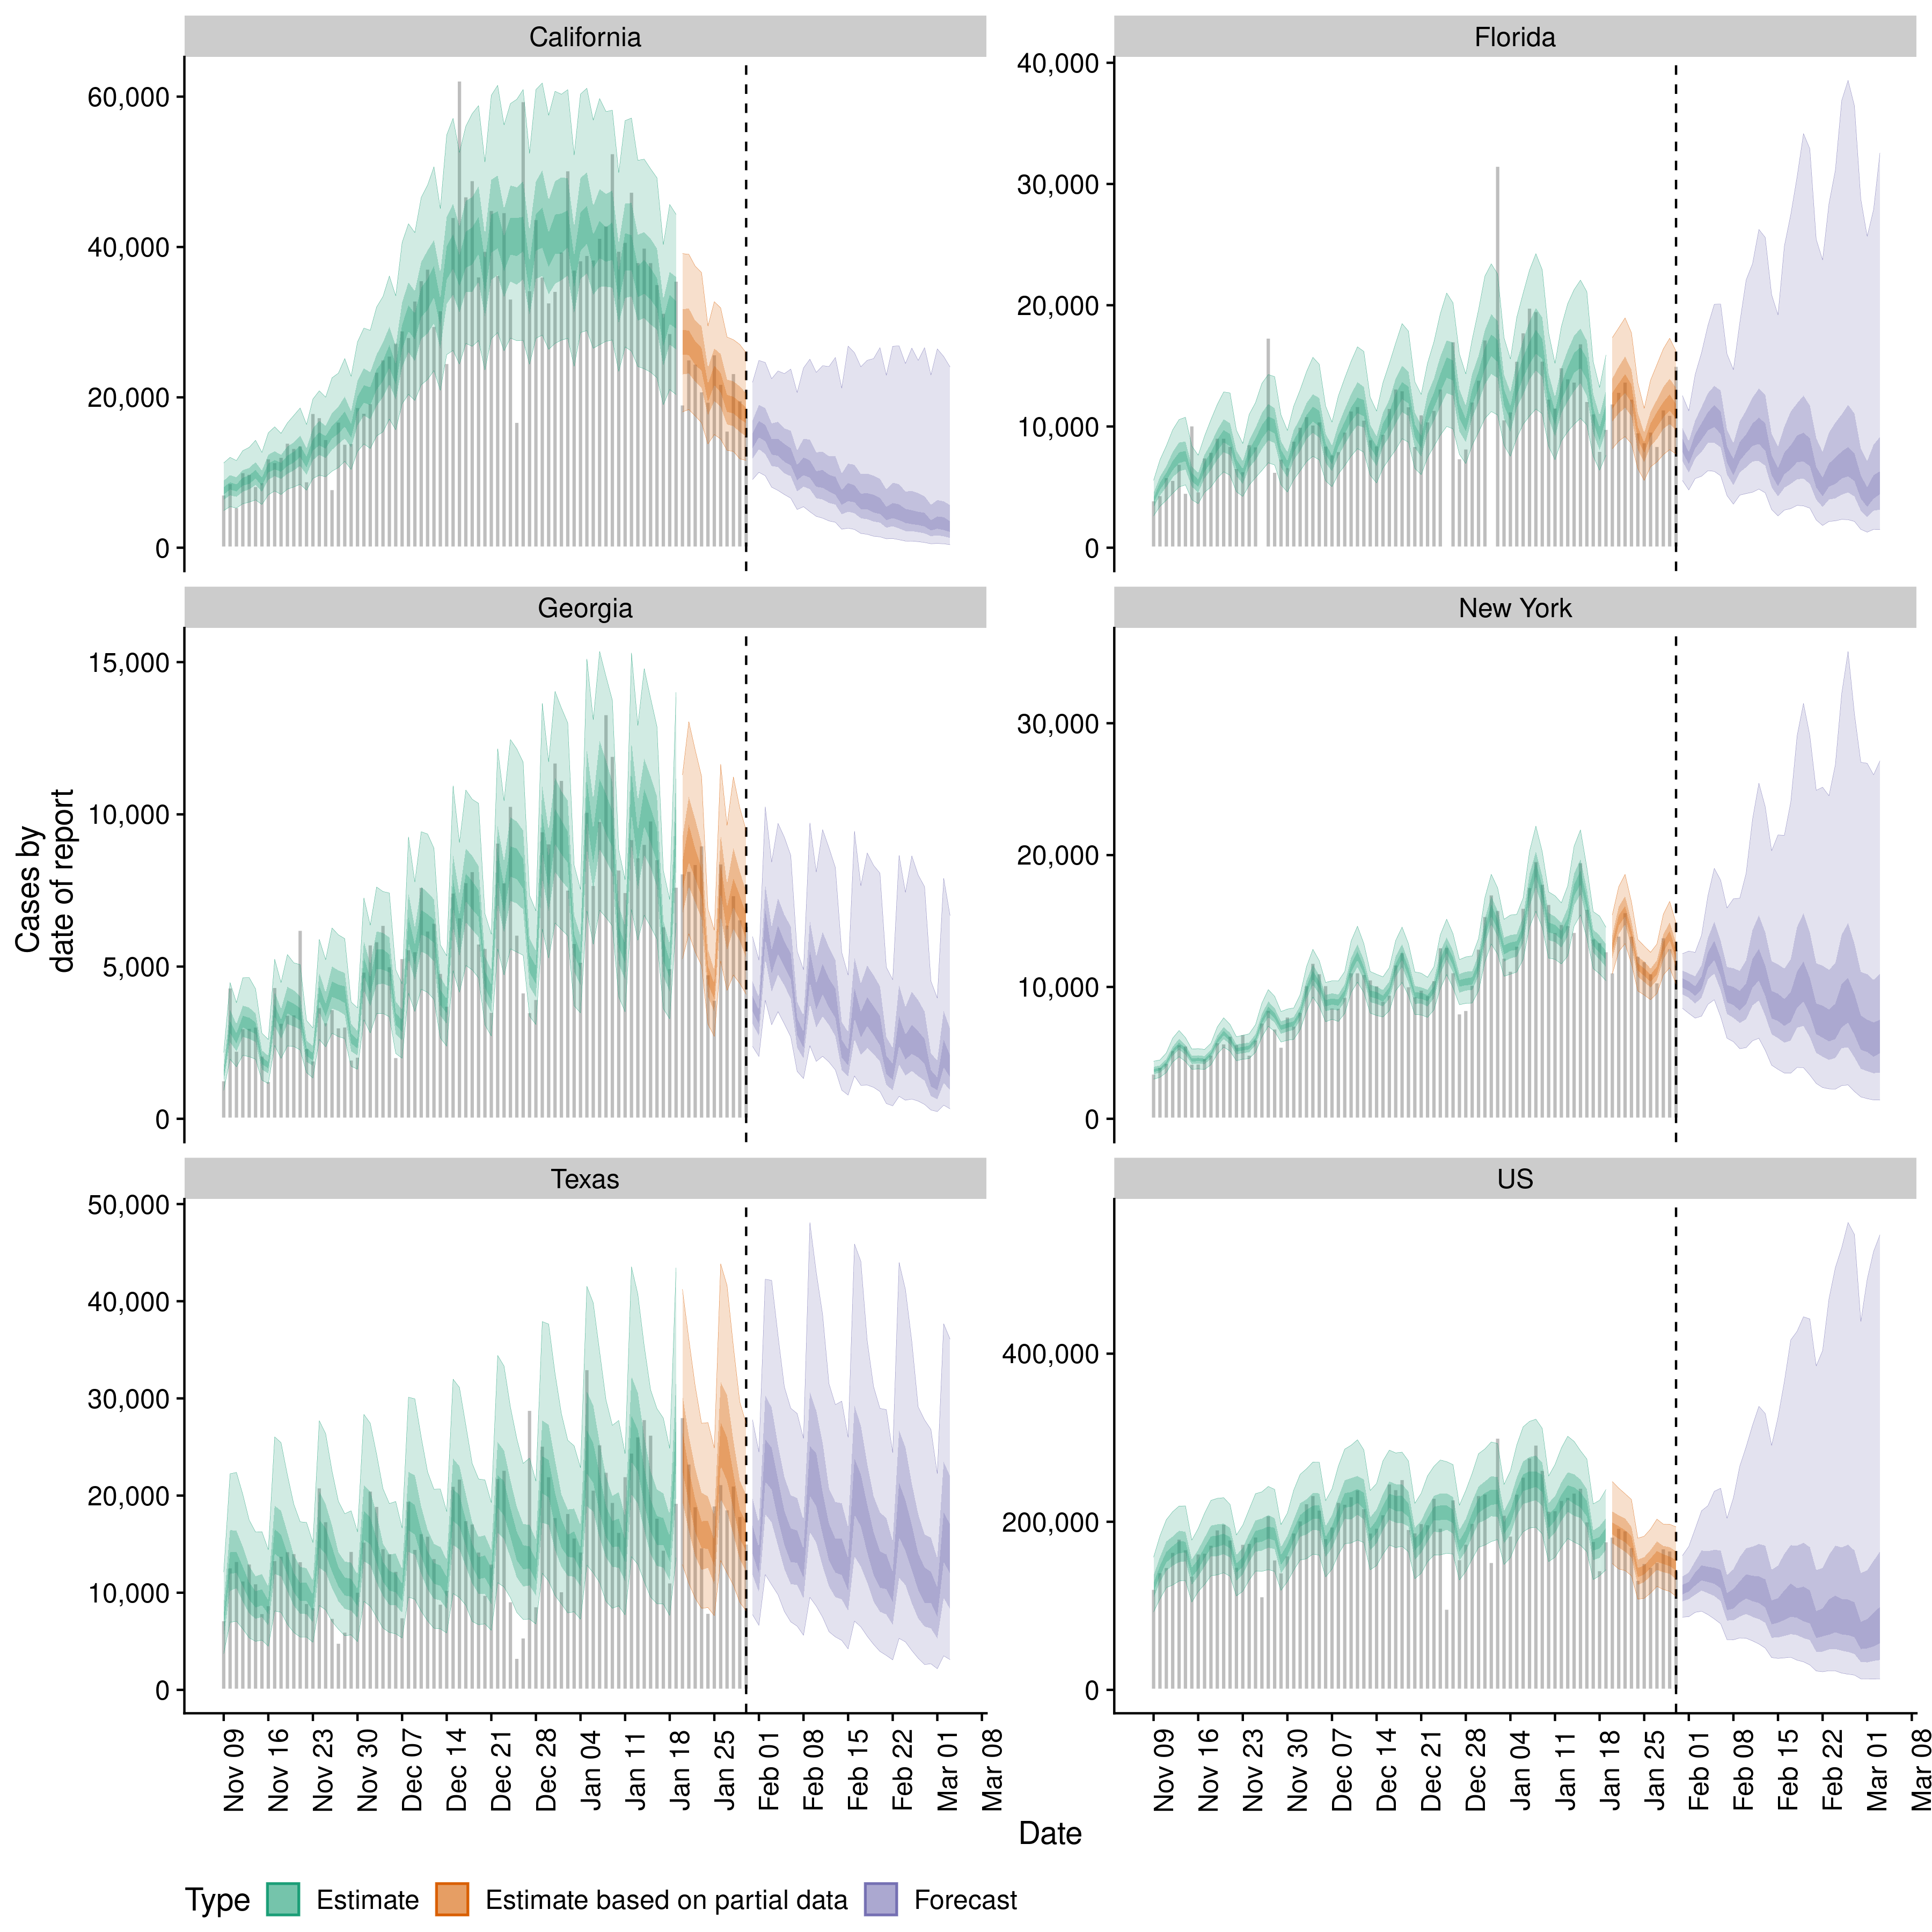 California
Florida
60,000
40,000
20,000
0
40,000
30,000
20,000
10,000
0
Georgia
New York
15,000
10,000
5,000
0
30,000
20,000
10,000
0
Cases by
date of report
Texas
US
50,000
40,000
30,000
20,000
10,000
0
400,000
200,000
0
Nov 09
Nov 16
Nov 23
Nov 30
Dec 07
Dec 14
Dec 21
Dec 28
Jan 04
Jan 11
Jan 18
Jan 25
Feb 01
Feb 08
Feb 15
Feb 22
Mar 01
Mar 08
Nov 09
Nov 16
Nov 23
Nov 30
Dec 07
Dec 14
Dec 21
Dec 28
Jan 04
Jan 11
Jan 18
Jan 25
Feb 01
Feb 08
Feb 15
Feb 22
Mar 01
Mar 08
Date
Type Estimate Estimate based on partial data Forecast